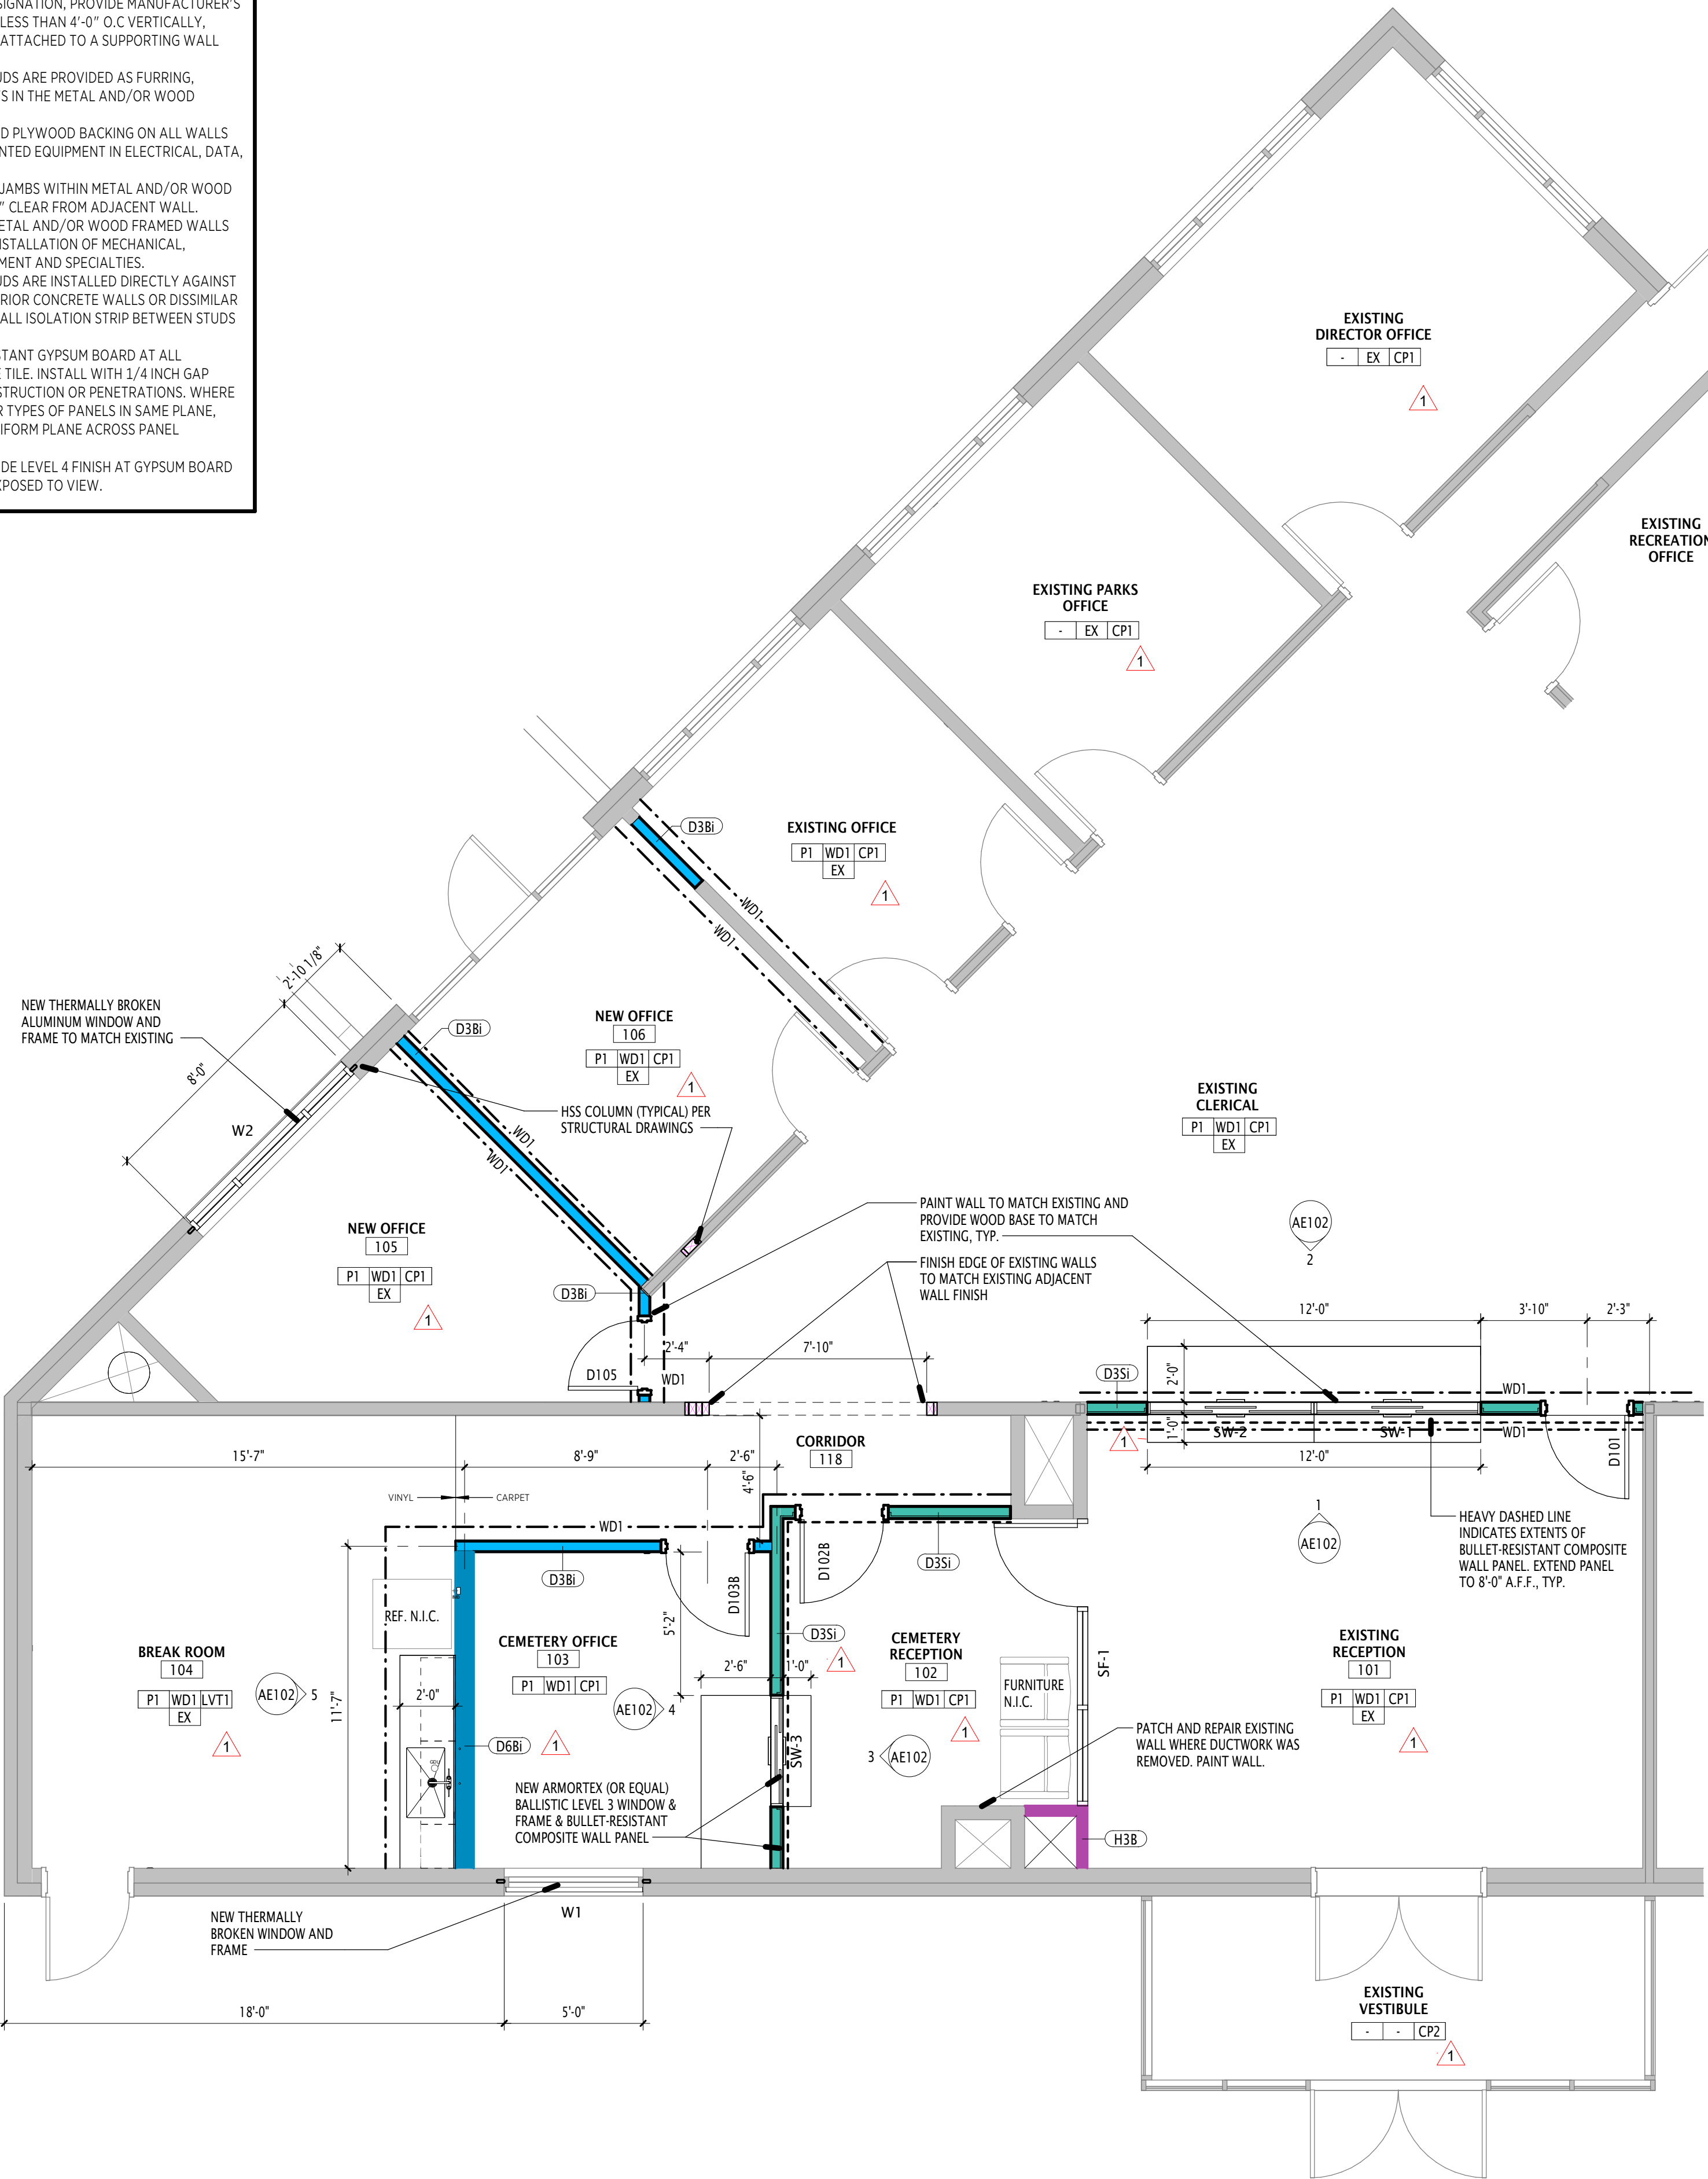 SIGNATION, PROVIDE MANUFACTURER'S
LESS THAN 4'-0" O.C VERTICALLY,
ATTACHED TO A SUPPORTING WALL
UDS ARE PROVIDED AS FURRING,
S IN THE METAL AND/OR WOOD
D PLYWOOD BACKING ON ALL WALLS
NTED EQUIPMENT IN ELECTRICAL, DATA,
JAMBS WITHIN METAL AND/OR WOOD
" CLEAR FROM ADJACENT WALL.
ETAL AND/OR WOOD FRAMED WALLS
NSTALLATION OF MECHANICAL,
MENT AND SPECIALTIES.
UDS ARE INSTALLED DIRECTLY AGAINST
RIOR CONCRETE WALLS OR DISSIMILAR
ALL ISOLATION STRIP BETWEEN STUDS
STANT GYPSUM BOARD AT ALL
E TILE. INSTALL WITH 1/4 INCH GAP
STRUCTION OR PENETRATIONS. WHERE
R TYPES OF PANELS IN SAME PLANE,
IFORM PLANE ACROSS PANEL
DE LEVEL 4 FINISH AT GYPSUM BOARD
XPOSED TO VIEW.
EXISTING
DIRECTOR OFFICE
- EX CP1
1
EXISTING
RECREATION
OFFICE
EXISTING PARKS
OFFICE
- EX CP1
1
D3Bi
EXISTING OFFICE
P1 WD1 CP1
EX
1
WD1
WD1
2'-10 1/8"
8'-0"
NEW THERMALLY BROKEN
ALUMINUM WINDOW AND
FRAME TO MATCH EXISTING
W2
D3Bi
NEW OFFICE
106
P1 WD1 CP1
EX
1
HSS COLUMN (TYPICAL) PER
STRUCTURAL DRAWINGS
WD1
WD1
EXISTING
CLERICAL
P1 WD1 CP1
EX
NEW OFFICE
105
P1 WD1 CP1
EX
1
D3Bi
PAINT WALL TO MATCH EXISTING AND
PROVIDE WOOD BASE TO MATCH
EXISTING, TYP.
FINISH EDGE OF EXISTING WALLS
TO MATCH EXISTING ADJACENT
WALL FINISH
AE102
2
12'-0"
3'-10"
2'-3"
2'-4"
7'-10"
D105
WD1
D3Si
2'-0"
1'-0"
WD1
SW-2
SW-1
WD1
1
12'-0"
D101
CORRIDOR
118
15'-7"
8'-9"
2'-6"
4'-6"
VINYL
CARPET
WD1
D3Bi
D103B
D102B
D3Si
1
AE102
HEAVY DASHED LINE
INDICATES EXTENTS OF
BULLET-RESISTANT COMPOSITE
WALL PANEL. EXTEND PANEL
TO 8'-0" A.F.F., TYP.
REF. N.I.C.
5'-2"
D3Si
1
BREAK ROOM
104
P1 WD1 LVT1
EX
1
AE102
5
11'-7"
2'-0"
CEMETERY OFFICE
103
P1 WD1 CP1
1
D6Bi
2'-6"
1'-0"
AE102
4
SW-3
CEMETERY
RECEPTION
102
P1 WD1 CP1
1
3
AE102
FURNITURE
N.I.C.
SF-1
EXISTING
RECEPTION
101
P1 WD1 CP1
EX
1
PATCH AND REPAIR EXISTING
WALL WHERE DUCTWORK WAS
REMOVED. PAINT WALL.
NEW ARMORTEX (OR EQUAL)
BALLISTIC LEVEL 3 WINDOW &
FRAME & BULLET-RESISTANT
COMPOSITE WALL PANEL
H3B
NEW THERMALLY
BROKEN WINDOW AND
FRAME
W1
18'-0"
5'-0"
EXISTING
VESTIBULE
- - CP2
1